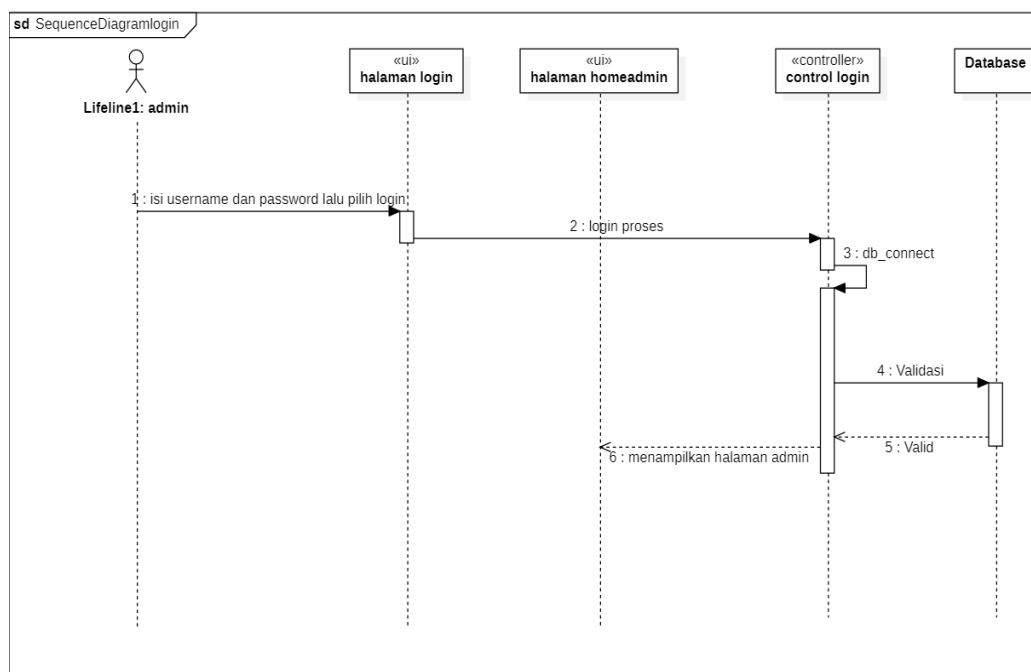 sd SequenceDiagramlogin
«ui»
halaman login
«ui»
halaman homeadmin
«controller»
control login
Database
Lifeline1: admin
1 : isi username dan password lalu pilih login
2 : login proses
3 : db_connect
4 : Validasi
5 : Valid
6 : menampilkan halaman admin